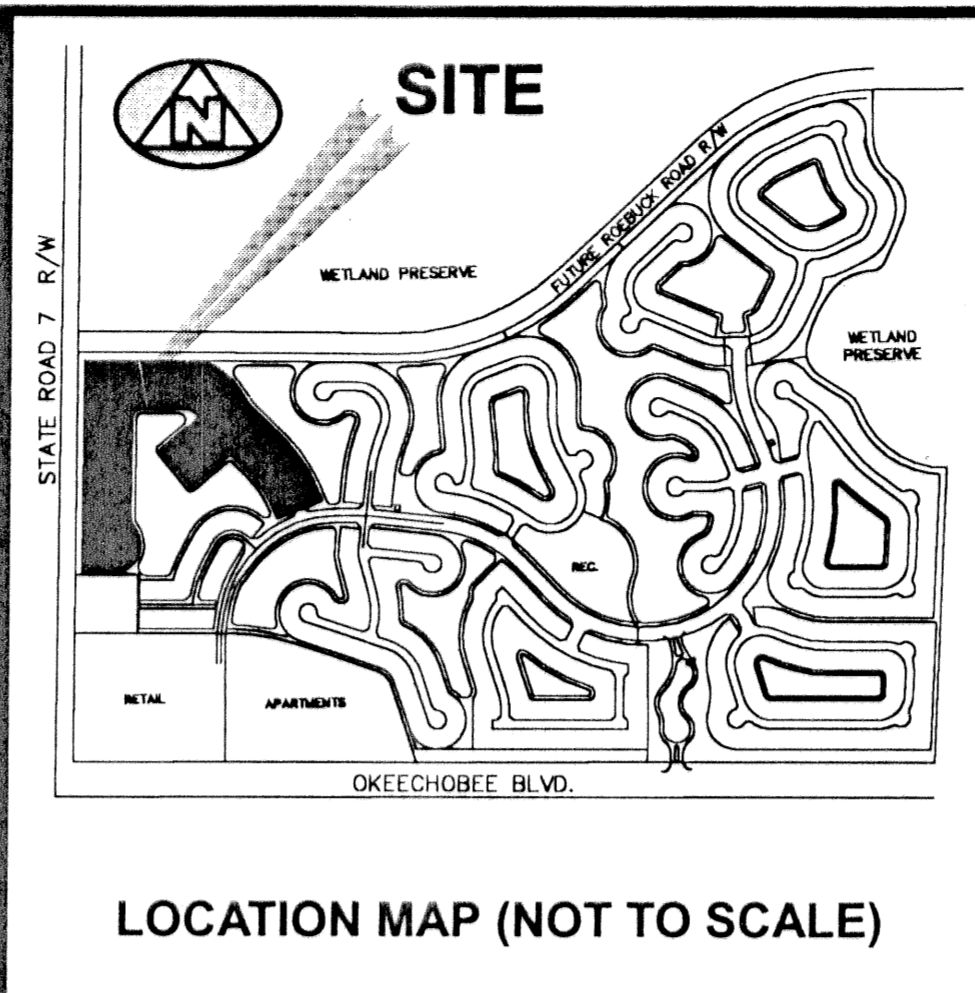 N
SITE
FUTURE ROEBUCK ROAD R/W
STATE ROAD 7 R/W
WETLAND PRESERVE
WETLAND
PRESERVE
REC.
RETAIL
APARTMENTS
OKEECHOBEE BLVD.
LOCATION MAP (NOT TO SCALE)